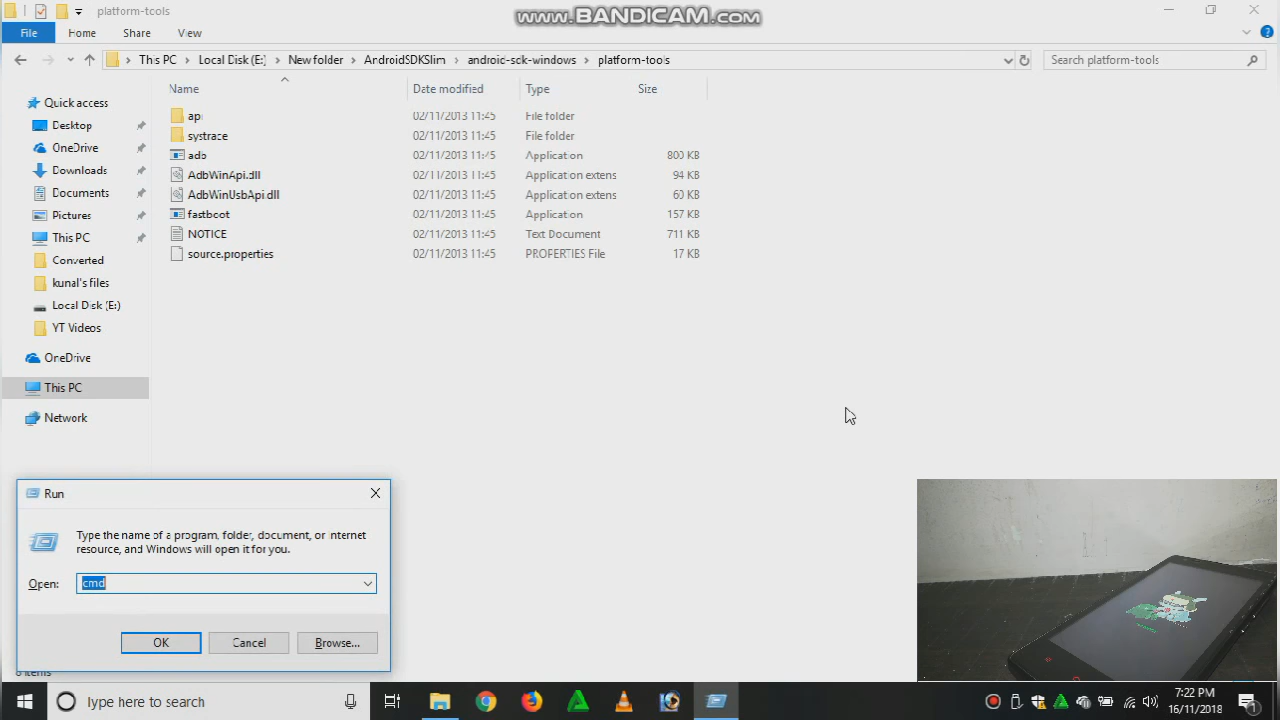 platform-tools
www.BANDICAM.com
File Home Share View
This PC Local Disk (E:) New folder AndroidSDKSlim android-sdk-windows platform-tools
Search platform-tools
Name Date modified Type Size
Quick access
Desktop
OneDrive
Downloads
Documents
Pictures
This PC
Converted
kunal's files
Local Disk (E:)
YT Videos
OneDrive
This PC
Network
api 02/11/2013 11:45 File folder
systrace 02/11/2013 11:45 File folder
adb 02/11/2013 11:45 Application 800 KB
AdbWinApi.dll 02/11/2013 11:45 Application extens 94 KB
AdbWinUsbApi.dll 02/11/2013 11:45 Application extens 60 KB
fastboot 02/11/2013 11:45 Application 157 KB
NOTICE 02/11/2013 11:45 Text Document 711 KB
source.properties 02/11/2013 11:45 PROPERTIES File 17 KB
Run
Type the name of a program, folder, document, or Internet
resource, and Windows will open it for you.
Open: cmd
OK Cancel Browse...
8 items
Type here to search
7:22 PM
16/11/2018
1